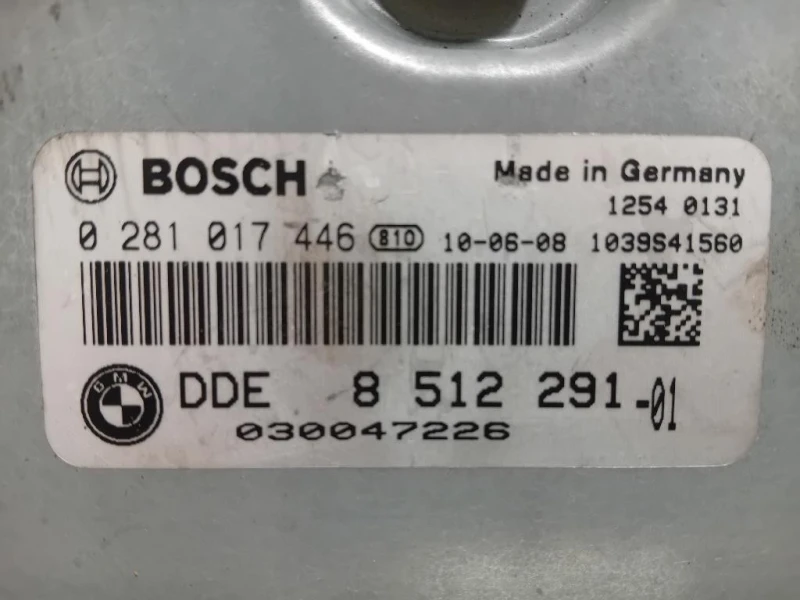 BOSCH
Made in Germany
1254 0131
0 281 017 446 810 10-06-08 1039S41560
BMW
DDE 8 512 291-01
030047226